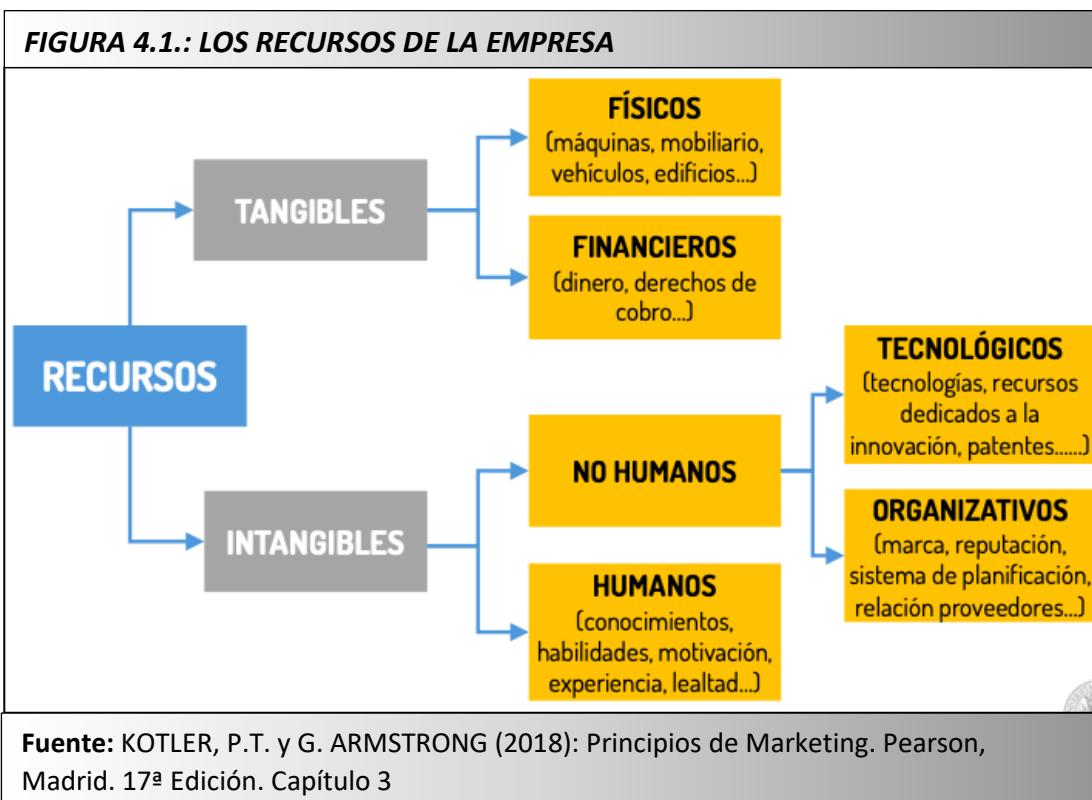 FIGURA 4.1.: LOS RECURSOS DE LA EMPRESA
FÍSICOS
(máquinas, mobiliario,
vehículos, edificios...)
TANGIBLES
FINANCIEROS
(dinero, derechos de
cobro...)
RECURSOS
TECNOLÓGICOS
(tecnologías, recursos
dedicados a la
innovación, patentes......)
NO HUMANOS
ORGANIZATIVOS
(marca, reputación,
sistema de planificación,
relación proveedores...)
INTANGIBLES
HUMANOS
(conocimientos,
habilidades, motivación,
experiencia, lealtad...)
Fuente: KOTLER, P.T. y G. ARMSTRONG (2018): Principios de Marketing. Pearson,
Madrid. 17ª Edición. Capítulo 3